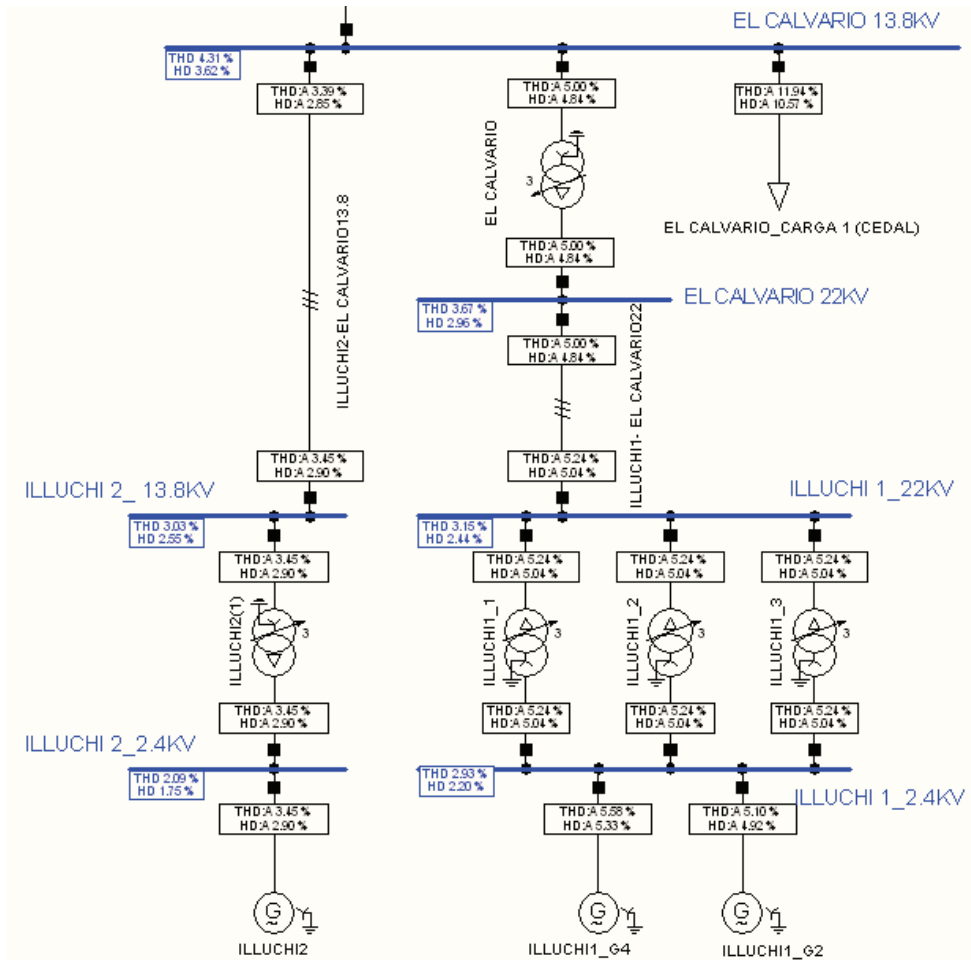 EL CALVARIO 13.8KV
THD 4.31 %
HD 3.62 %
THD:A 3.39 %
HD:A 2.85 %
THD:A 5.00 %
HD:A 4.84 %
THD:A 11.94 %
HD:A 10.57 %
EL CALVARIO
3
ILLUCHI2-EL CALVARIO13.8
EL CALVARIO_CARGA 1 (CEDAL)
THD:A 5.00 %
HD:A 4.84 %
EL CALVARIO 22KV
THD 3.67 %
HD 2.96 %
THD:A 5.00 %
HD:A 4.84 %
ILLUCHI1- EL CALVARIO22
THD:A 3.45 %
HD:A 2.90 %
THD:A 5.24 %
HD:A 5.04 %
ILLUCHI 2_ 13.8KV
ILLUCHI 1_22KV
THD 3.03 %
HD 2.55 %
THD 3.15 %
HD 2.44 %
THD:A 3.45 %
HD:A 2.90 %
THD:A 5.24 %
HD:A 5.04 %
THD:A 5.24 %
HD:A 5.04 %
THD:A 5.24 %
HD:A 5.04 %
ILLUCHI2(1)
3
ILLUCHI1_1
3
ILLUCHI1_2
3
ILLUCHI1_3
3
THD:A 3.45 %
HD:A 2.90 %
THD:A 5.24 %
HD:A 5.04 %
THD:A 5.24 %
HD:A 5.04 %
THD:A 5.24 %
HD:A 5.04 %
ILLUCHI 2_2.4KV
THD 2.09 %
HD 1.75 %
THD 2.93 %
HD 2.20 %
ILLUCHI 1_2.4KV
THD:A 3.45 %
HD:A 2.90 %
THD:A 5.58 %
HD:A 5.33 %
THD:A 5.10 %
HD:A 4.92 %
G
G
G
ILLUCHI2
ILLUCHI1_G4
ILLUCHI1_G2